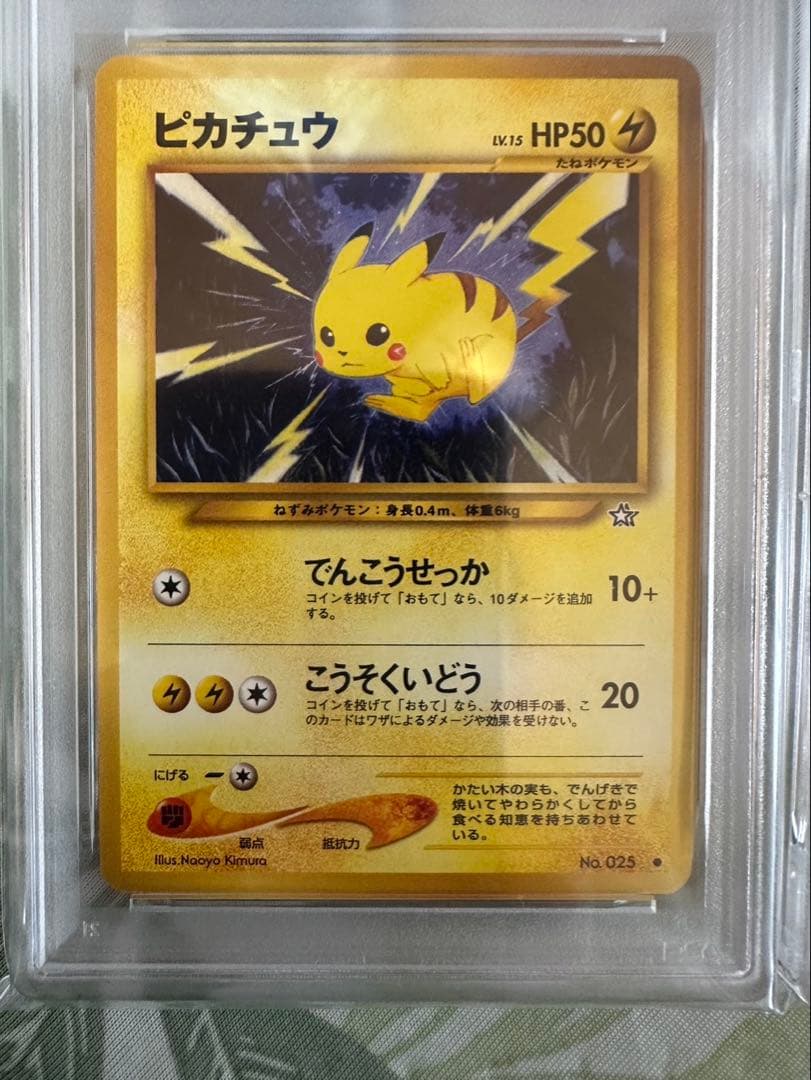 ピカチュウ
LV.15 HP50
たねポケモン
ねずみポケモン：身長0.4m、体重6kg
でんこうせっか
10+
コインを投げて「おもて」なら、10ダメージを追加
する。
こうそくいどう
20
コインを投げて「おもて」なら、次の相手の番、こ
のカードはワザによるダメージや効果を受けない。
にげる
かたい木の実も、でんげきで
焼いてやわらかくしてから
食べる知恵を持ちあわせて
いる。
弱点 抵抗力
Illus.Naoyo Kimura
No. 025